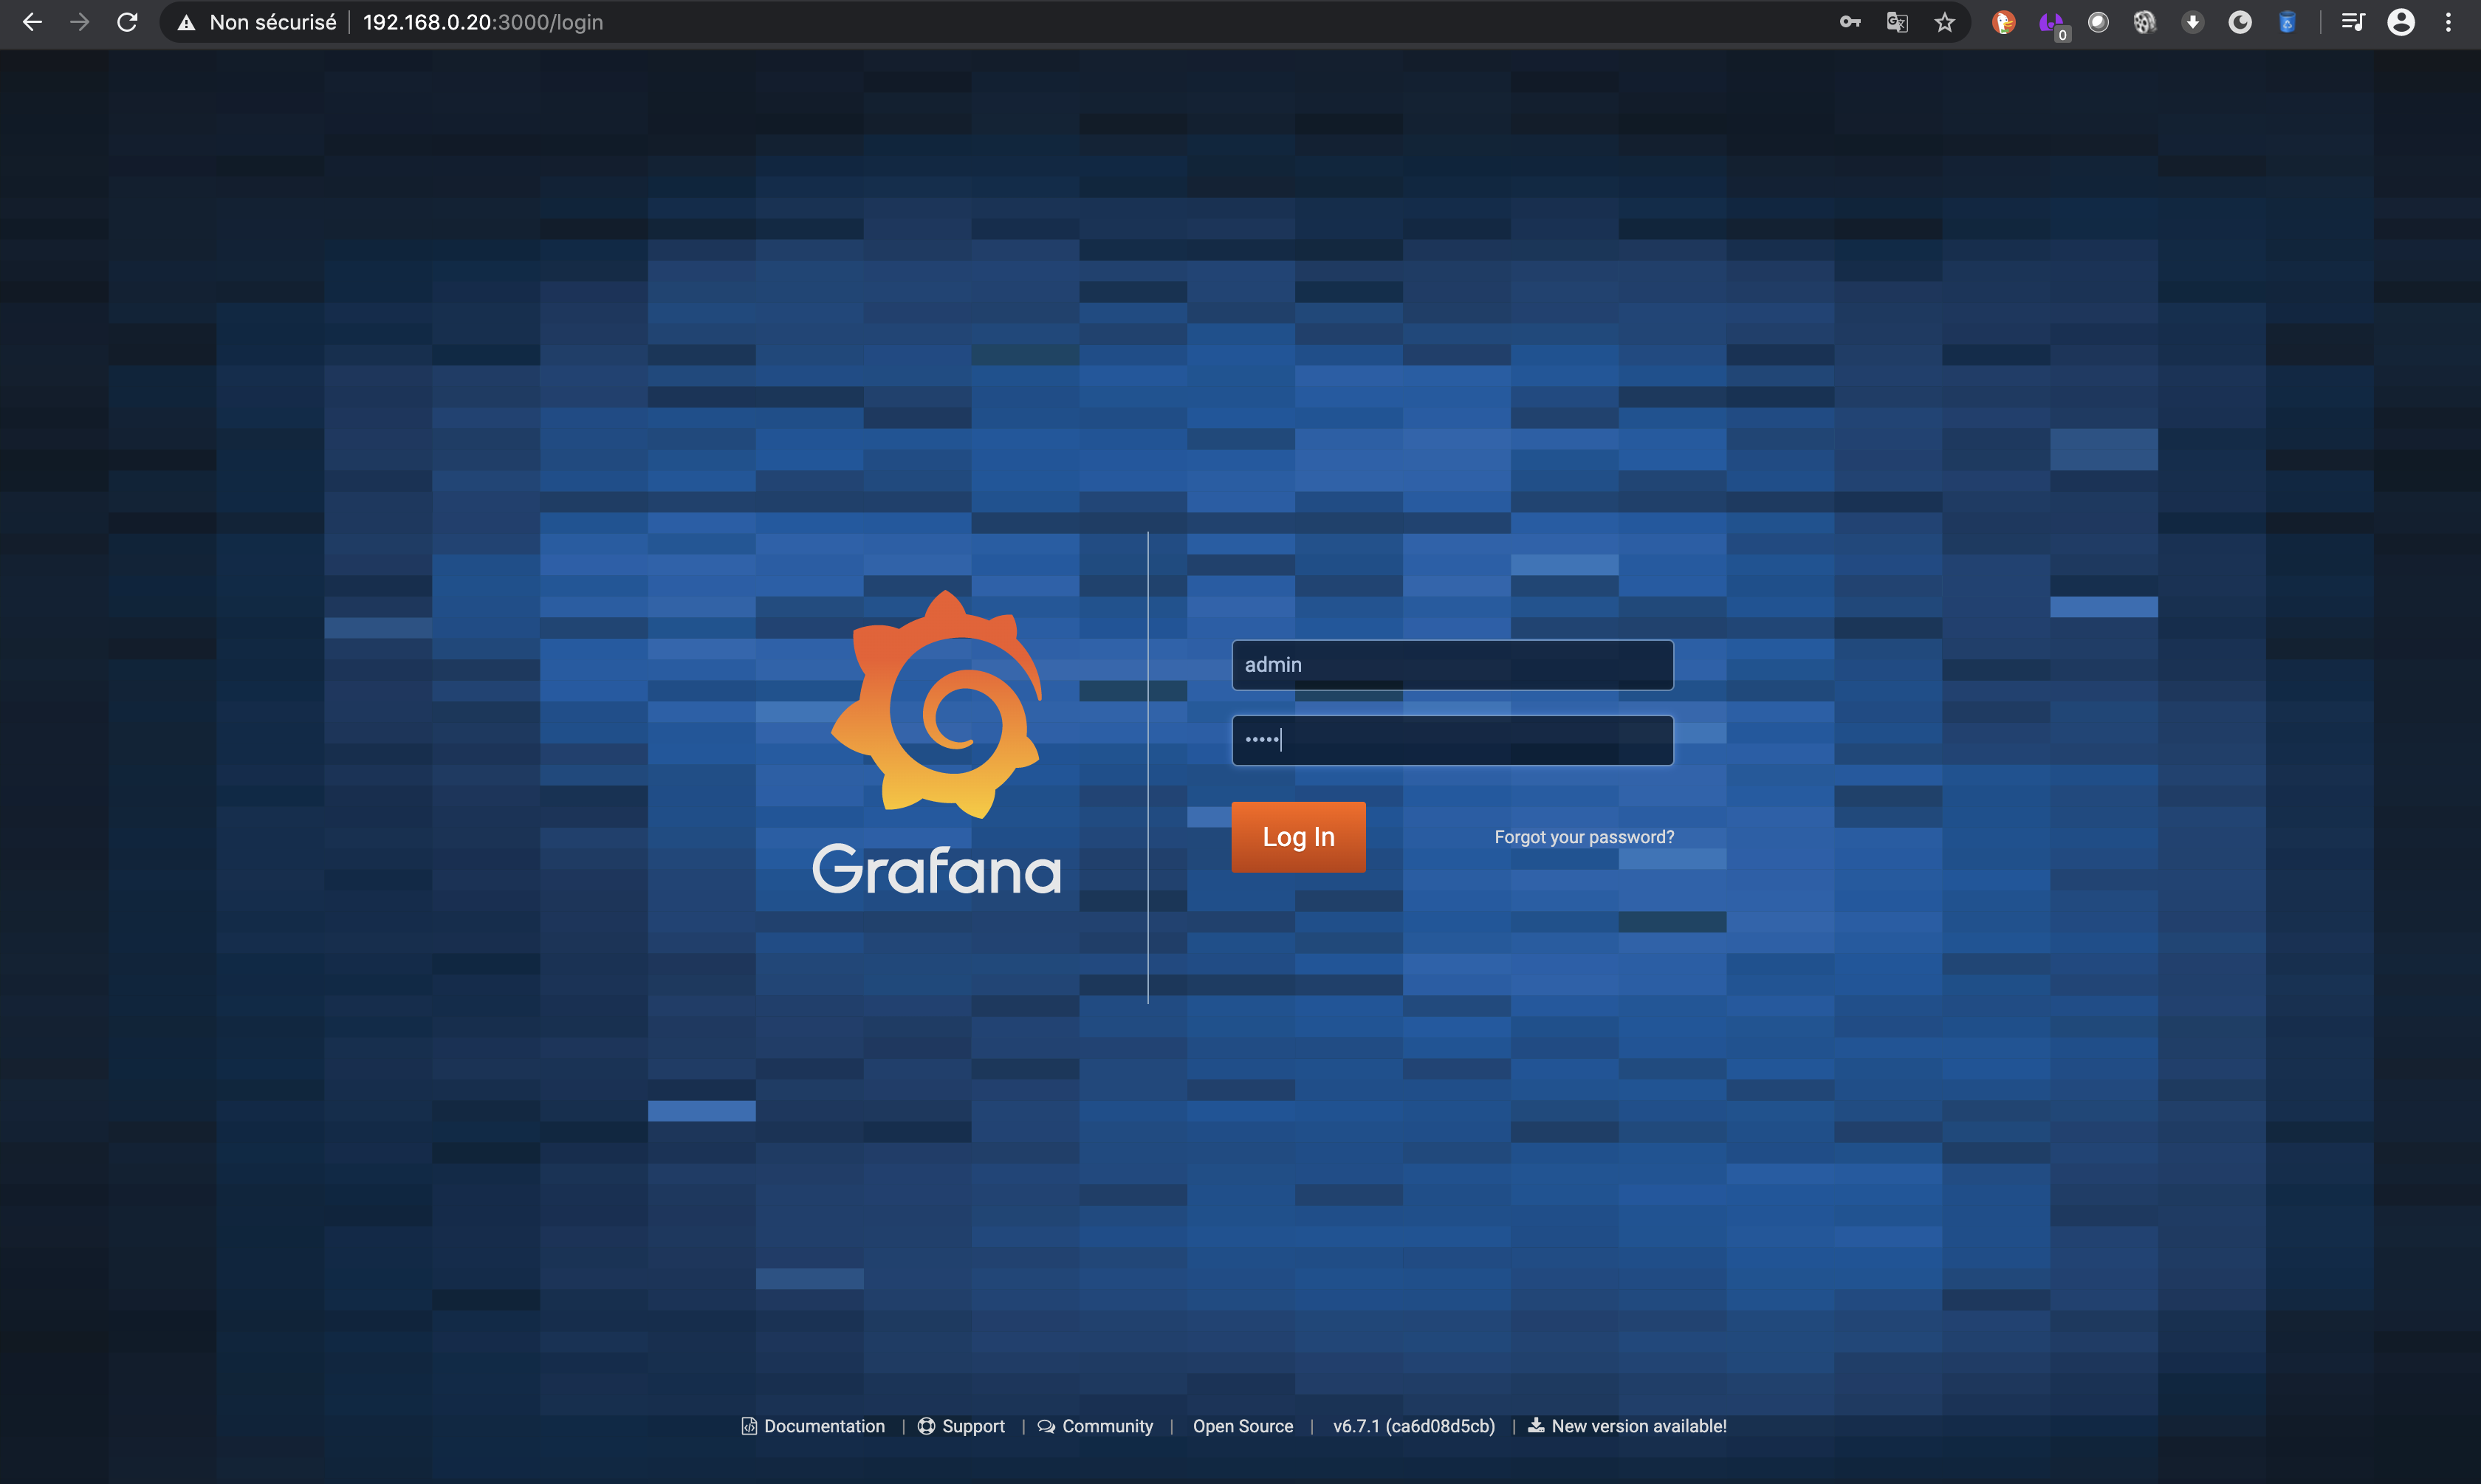 Non sécurisé | 192.168.0.20:3000/login
0
admin
•••••
Log In
Forgot your password?
Grafana
Documentation | Support | Community | Open Source | v6.7.1 (ca6d08d5cb) | New version available!